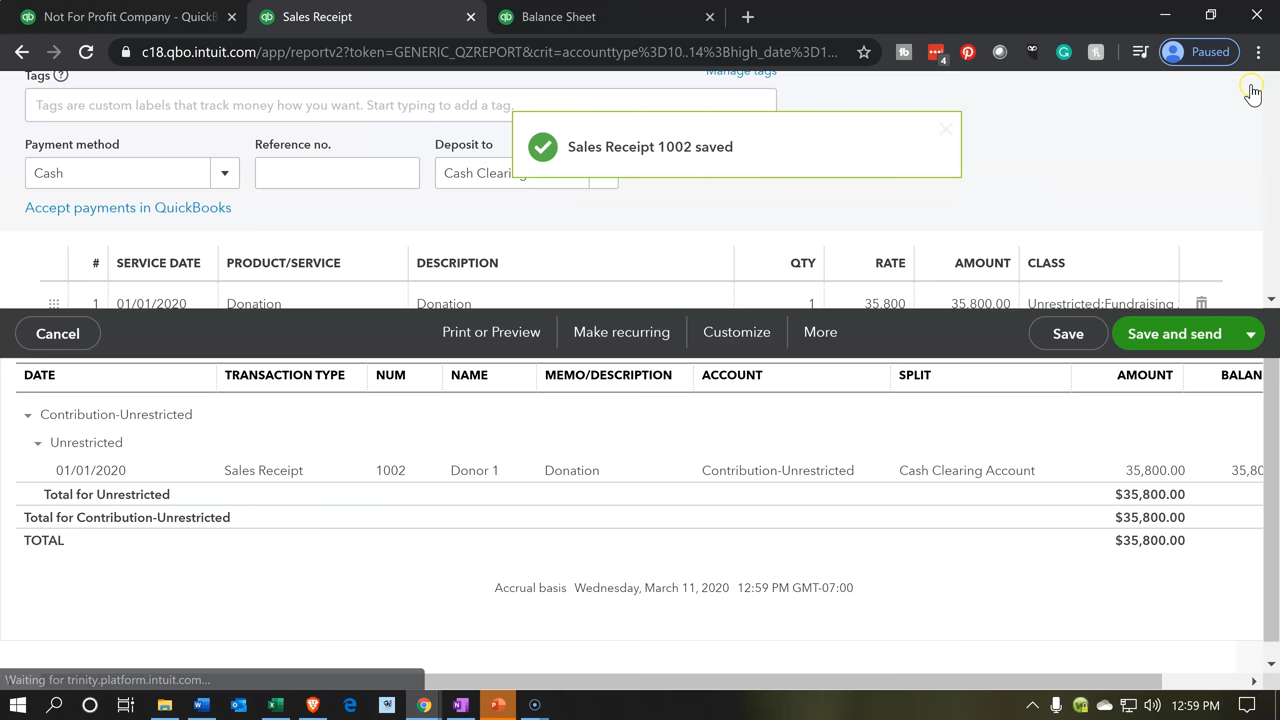 Not For Profit Company - QuickB
Sales Receipt
Balance Sheet
c18.qbo.intuit.com/app/reportv2?token=GENERIC_QZREPORT&crit=accounttype%3D10..14%3Bhigh_date%3D1...
4
Paused
Tags ?
Manage tags
Tags are custom labels that track money how you want. Start typing to add a tag.
Sales Receipt 1002 saved
Payment method
Reference no.
Deposit to
Cash
Cash Clearing
Accept payments in QuickBooks
# SERVICE DATE PRODUCT/SERVICE DESCRIPTION QTY RATE AMOUNT CLASS
1 01/01/2020 Donation Donation 1 35,800 35,800.00 Unrestricted:Fundraising
Cancel Print or Preview Make recurring Customize More Save Save and send
DATE TRANSACTION TYPE NUM NAME MEMO/DESCRIPTION ACCOUNT SPLIT AMOUNT BALAN
Contribution-Unrestricted
Unrestricted
01/01/2020 Sales Receipt 1002 Donor 1 Donation Contribution-Unrestricted Cash Clearing Account 35,800.00 35,80
Total for Unrestricted $35,800.00
Total for Contribution-Unrestricted $35,800.00
TOTAL $35,800.00
Accrual basis Wednesday, March 11, 2020 12:59 PM GMT-07:00
Waiting for trinity.platform.intuit.com...
12:59 PM